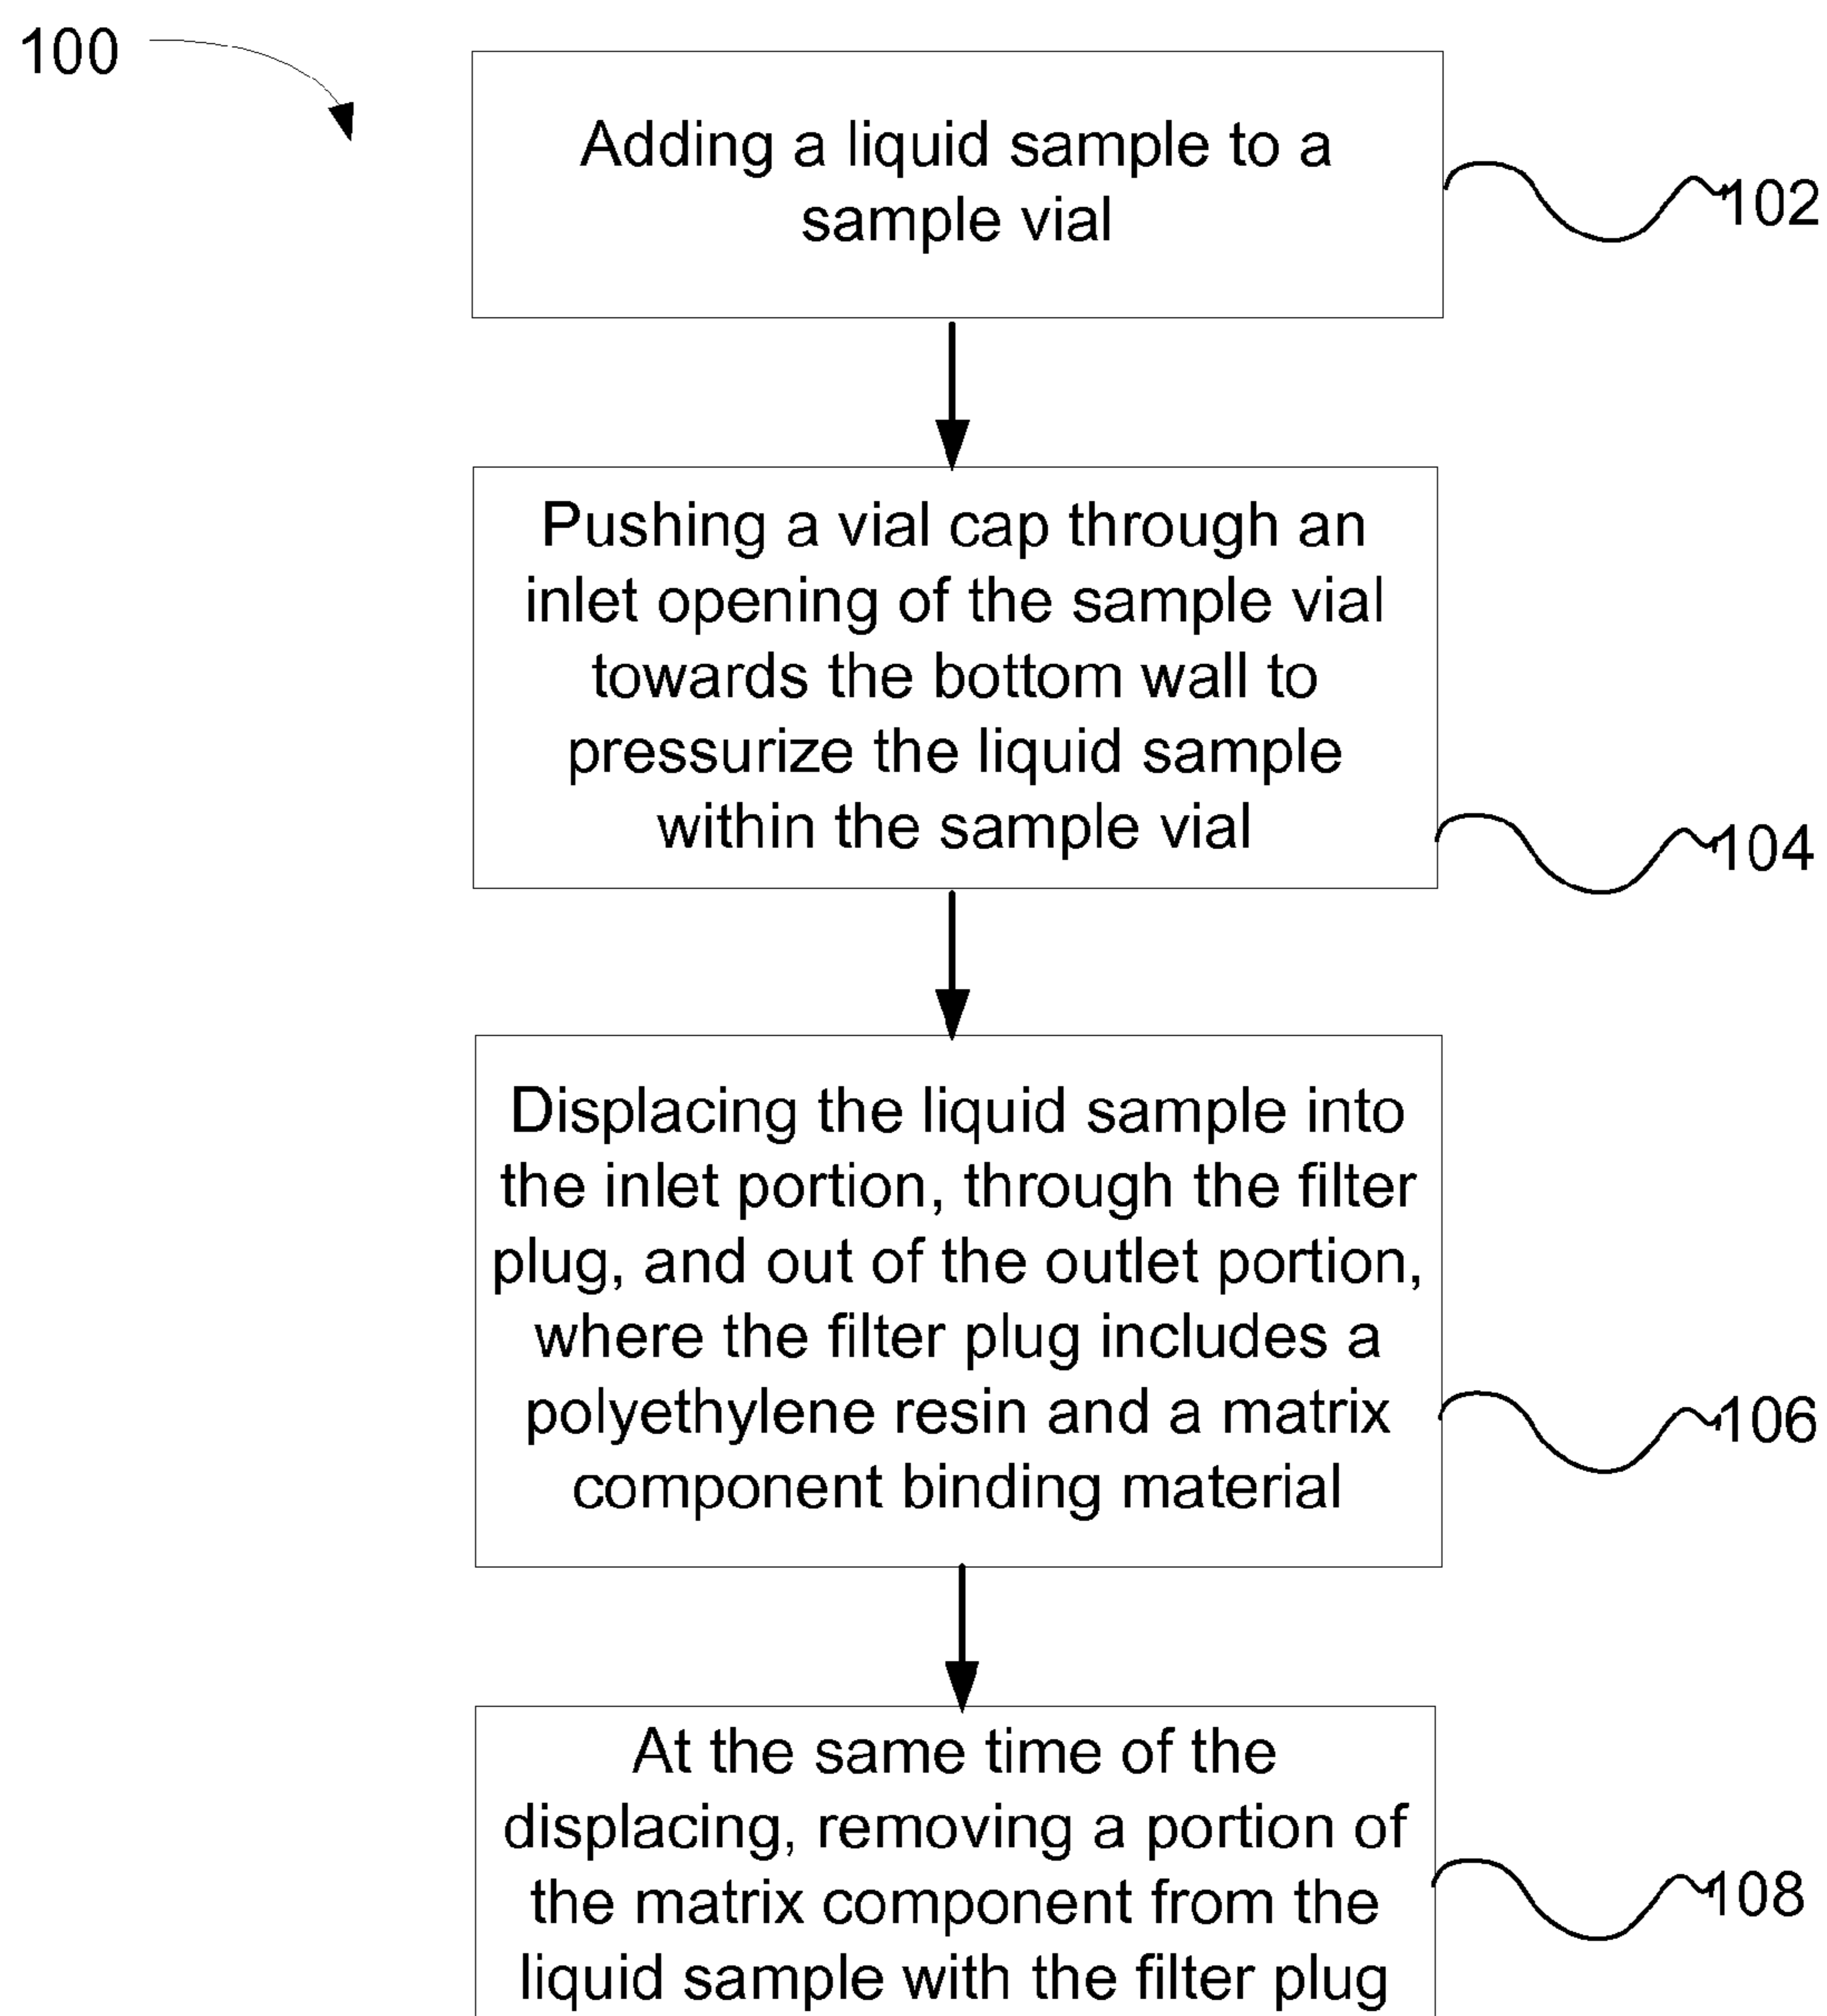 100
Adding a liquid sample to a
sample vial
102
Pushing a vial cap through an
inlet opening of the sample vial
towards the bottom wall to
pressurize the liquid sample
within the sample vial
104
Displacing the liquid sample into
the inlet portion, through the filter
plug, and out of the outlet portion,
where the filter plug includes a
polyethylene resin and a matrix
component binding material
106
At the same time of the
displacing, removing a portion of
the matrix component from the
liquid sample with the filter plug
108